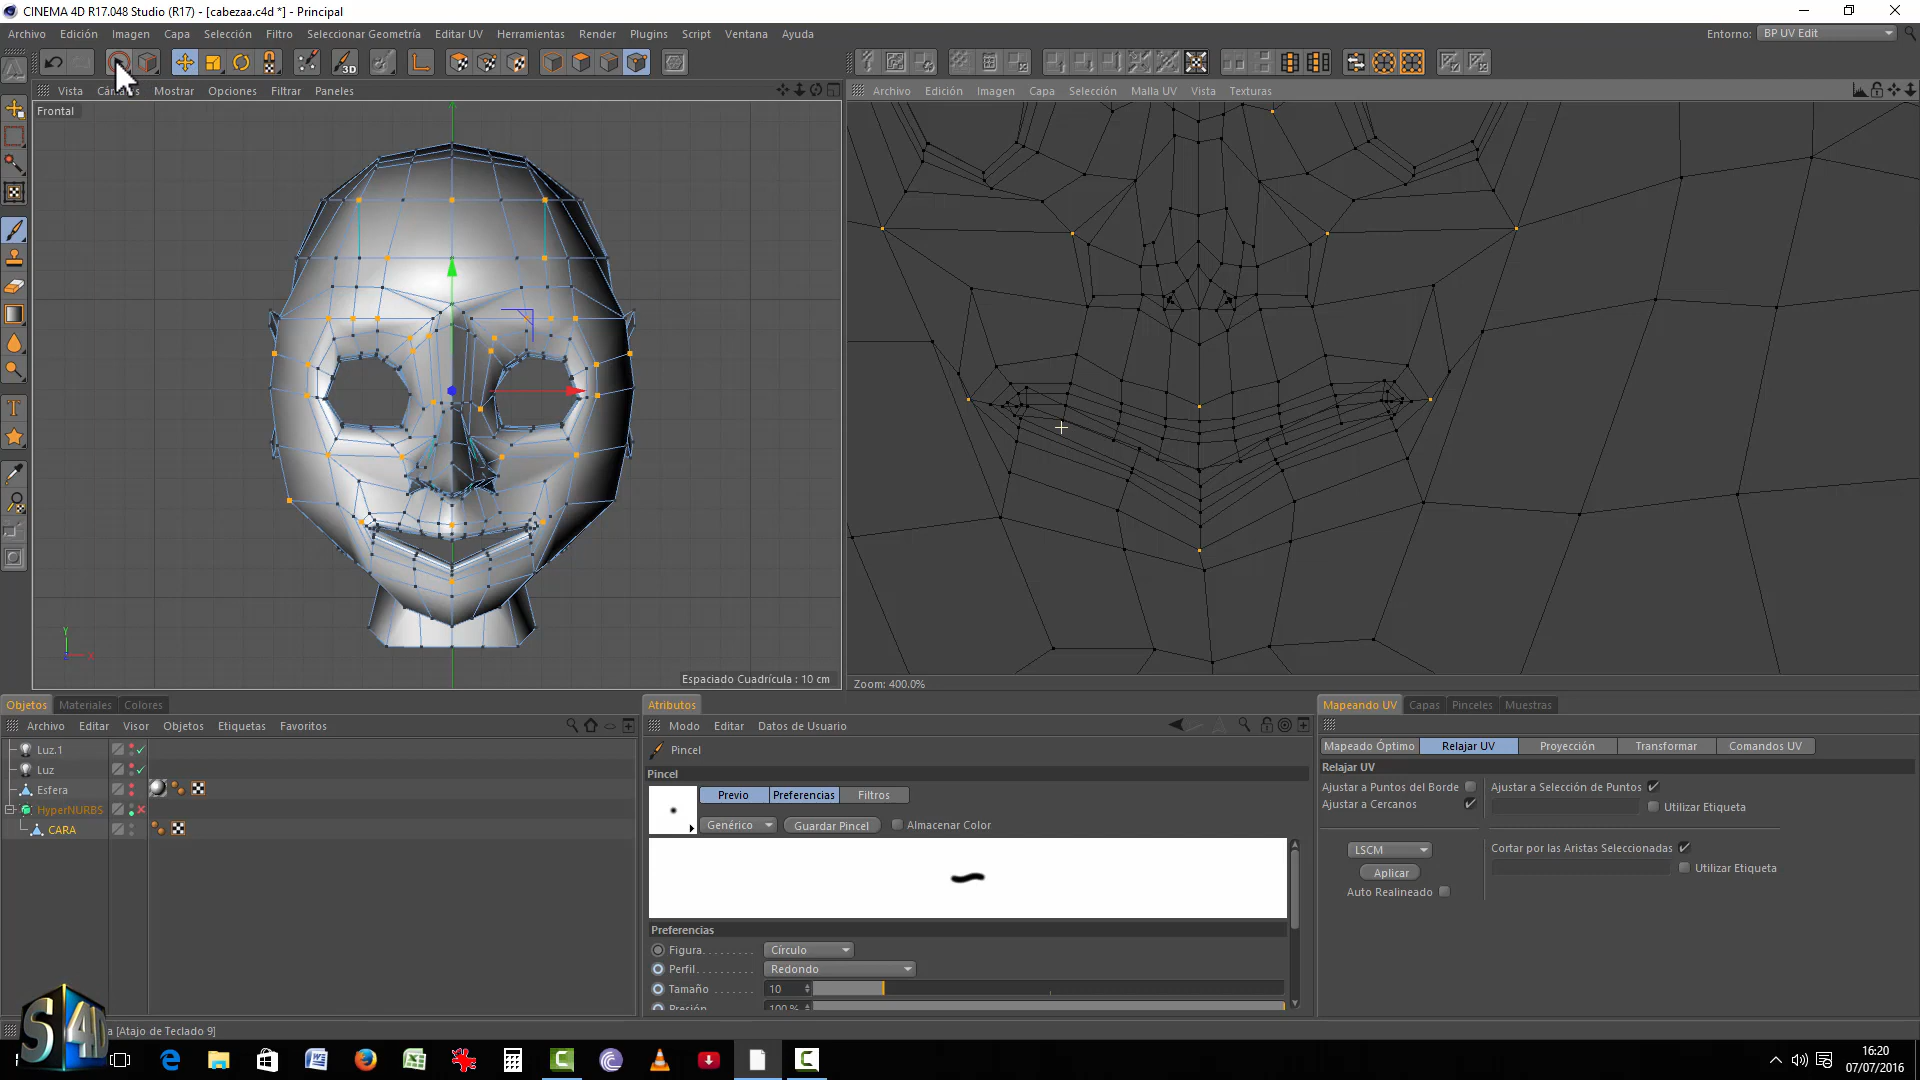 CINEMA 4D R17.048 Studio (R17) - [cabezaa.c4d *] - Principal
Archivo Edición Imagen Capa Selección Filtro Seleccionar Geometría Editar UV Herramientas Render Plugins Script Ventana Ayuda
Entorno: BP UV Edit
Vista Mostrar Opciones Filtrar Paneles
Archivo Edición Imagen Capa Selección Malla UV Vista Texturas
Frontal
3D
Y
X
Espaciado Cuadrícula : 10 cm
Zoom: 400.0%
Objetos Materiales Colores
Archivo Editar Visor Objetos Etiquetas Favoritos
Luz.1
Luz
Esfera
HyperNURBS
CARA
Atributos
Modo Editar Datos de Usuario
Pincel
Pincel
Previo Preferencias Filtros
Genérico Guardar Pincel Almacenar Color
Preferencias
Figura Círculo
Perfil Redondo
Tamaño 10
Presión 100 %
Mapeando UV Capas Pinceles Muestras
Mapeado Óptimo Relajar UV Proyección Transformar Comandos UV
Relajar UV
Ajustar a Puntos del Borde Ajustar a Selección de Puntos
Ajustar a Cercanos Utilizar Etiqueta
LSCM Cortar por las Aristas Seleccionadas
Aplicar Utilizar Etiqueta
Auto Realineado
[Atajo de Teclado 9]
S4D
16:20
07/07/2016